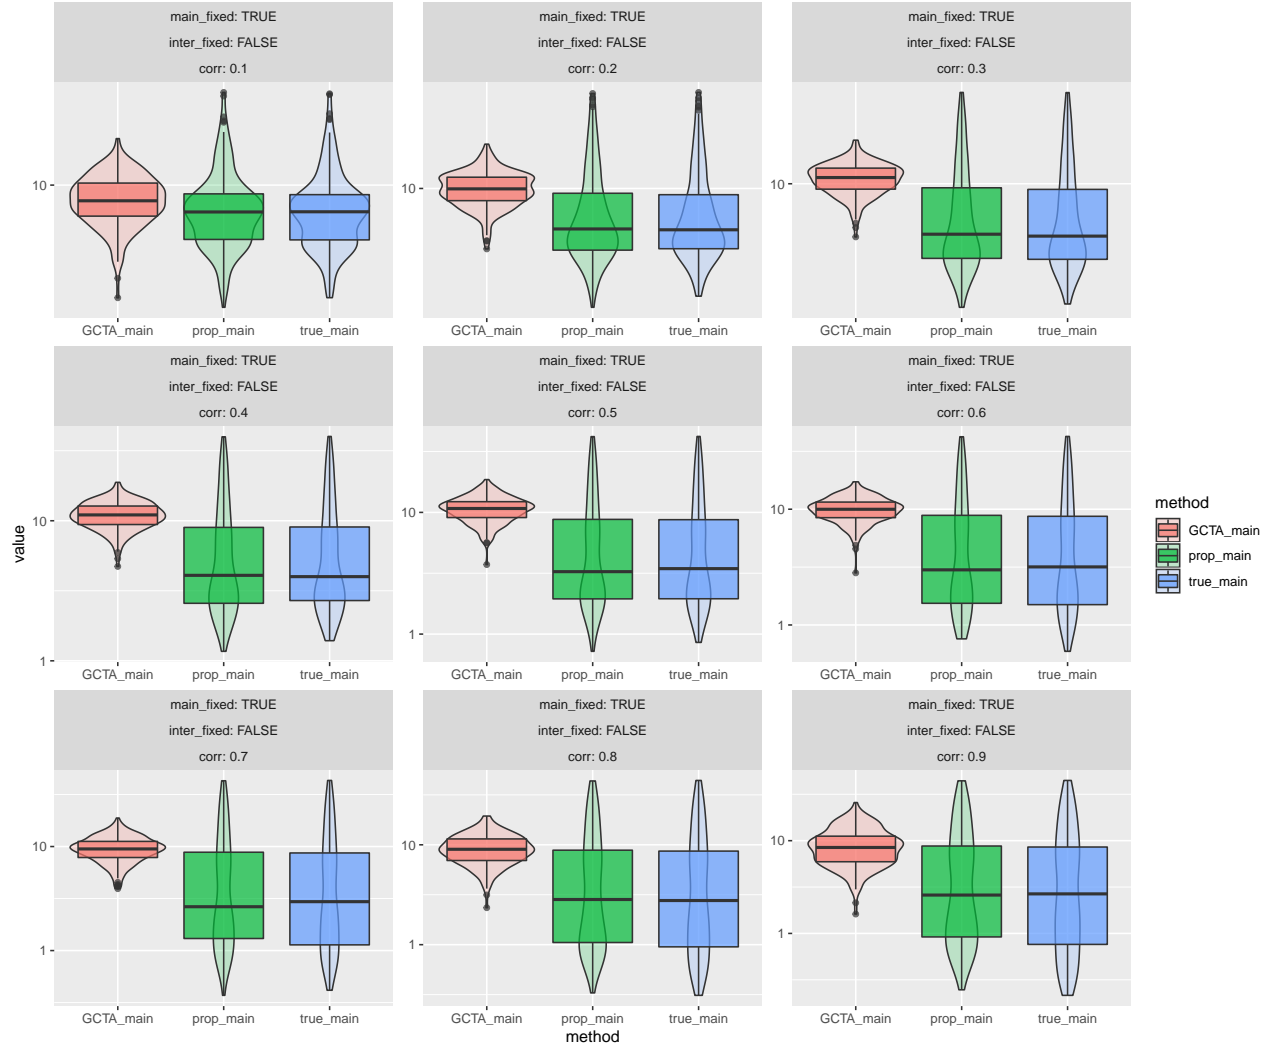 main_fixed: TRUE
inter_fixed: FALSE
corr: 0.1
main_fixed: TRUE
inter_fixed: FALSE
corr: 0.2
main_fixed: TRUE
inter_fixed: FALSE
corr: 0.3
10
10
10
GCTA_main prop_main true_main
GCTA_main prop_main true_main
GCTA_main prop_main true_main
main_fixed: TRUE
inter_fixed: FALSE
corr: 0.4
main_fixed: TRUE
inter_fixed: FALSE
corr: 0.5
main_fixed: TRUE
inter_fixed: FALSE
corr: 0.6
10
1
10
1
10
1
GCTA_main prop_main true_main
GCTA_main prop_main true_main
GCTA_main prop_main true_main
main_fixed: TRUE
inter_fixed: FALSE
corr: 0.7
main_fixed: TRUE
inter_fixed: FALSE
corr: 0.8
main_fixed: TRUE
inter_fixed: FALSE
corr: 0.9
10
1
10
1
10
1
GCTA_main prop_main true_main
GCTA_main prop_main true_main
GCTA_main prop_main true_main
value
method
method
GCTA_main
prop_main
true_main